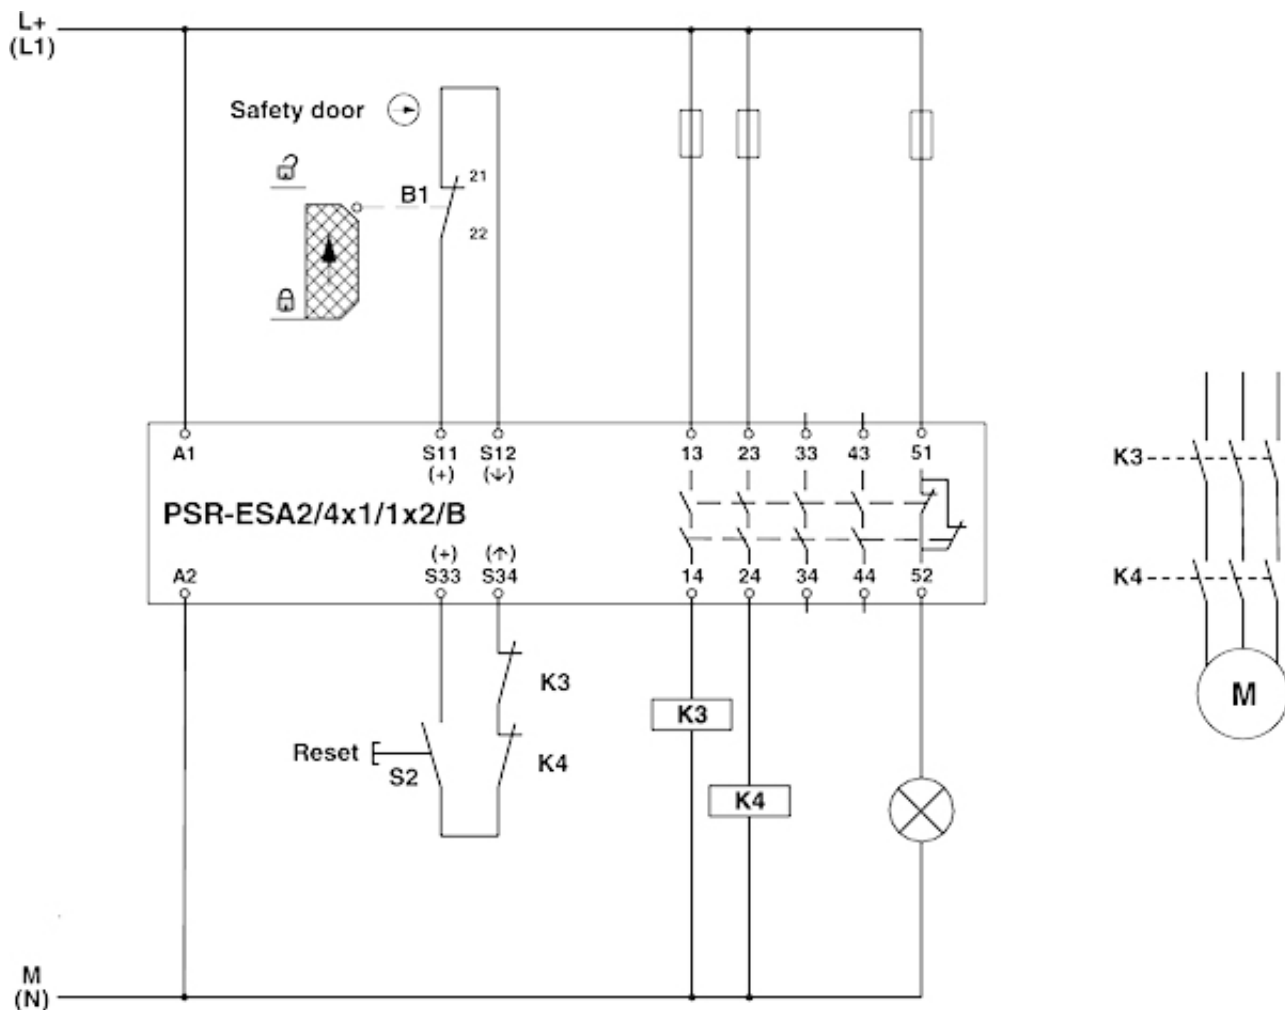 L+
(L1)
Safety door
21
B1
22
A1 S11 S12 13 23 33 43 51
(+) (↓)
K3
PSR-ESA2/4x1/1x2/B
(+) (↑)
A2 S33 S34 14 24 34 44 52
K4
K3
K3
M
Reset
S2
K4
K4
M
(N)